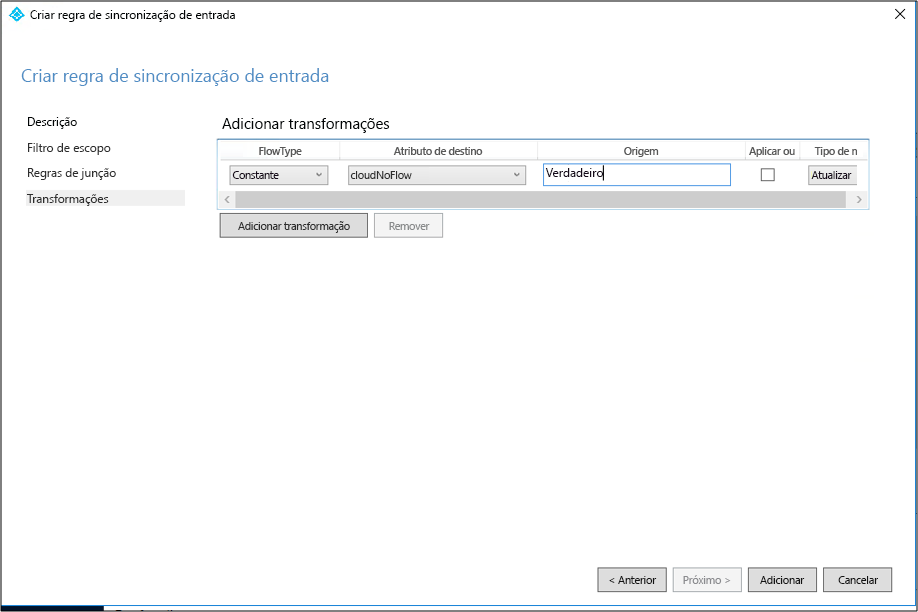 Criar regra de sincronização de entrada
Criar regra de sincronização de entrada
Descrição
Filtro de escopo
Regras de junção
Transformações
Adicionar transformações
FlowType Atributo de destino Origem Aplicar ou Tipo de n
Constante cloudNoFlow Verdadeiro Atualizar
Adicionar transformação Remover
< Anterior Próximo > Adicionar Cancelar